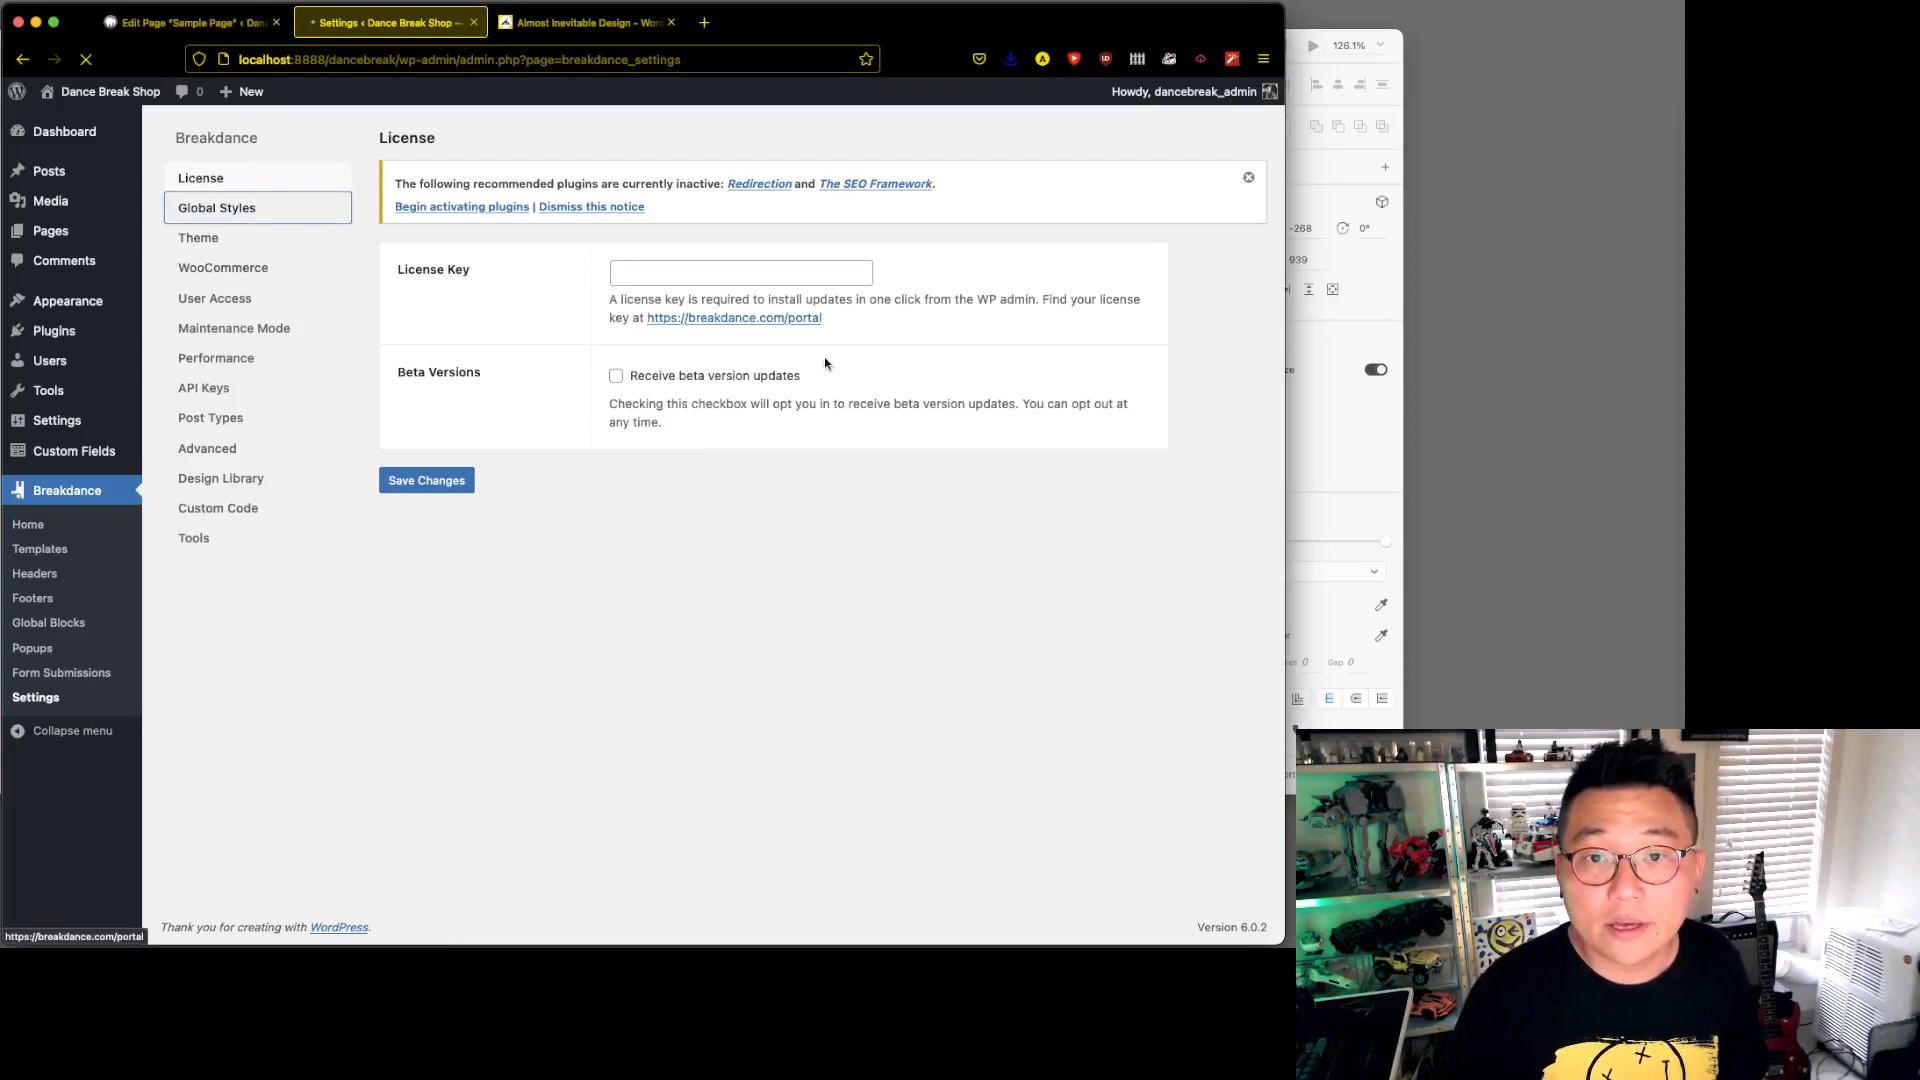 Edit Page “Sample Page” ‹ Dan
Settings ‹ Dance Break Shop —
Almost Inevitable Design – Wor
126.1%
localhost:8888/dancebreak/wp-admin/admin.php?page=breakdance_settings
Dance Break Shop
0
New
Howdy, dancebreak_admin
Dashboard
Posts
Media
Pages
Comments
Appearance
Plugins
Users
Tools
Settings
Custom Fields
Breakdance
Home
Templates
Headers
Footers
Global Blocks
Popups
Form Submissions
Settings
Collapse menu
Breakdance
License
Global Styles
Theme
WooCommerce
User Access
Maintenance Mode
Performance
API Keys
Post Types
Advanced
Design Library
Custom Code
Tools
License
The following recommended plugins are currently inactive: Redirection and The SEO Framework.
Begin activating plugins | Dismiss this notice
License Key
A license key is required to install updates in one click from the WP admin. Find your license
key at https://breakdance.com/portal
Beta Versions
Receive beta version updates
Checking this checkbox will opt you in to receive beta version updates. You can opt out at
any time.
Save Changes
Thank you for creating with WordPress.
Version 6.0.2
https://breakdance.com/portal
-268
0°
939
0
Gap 0